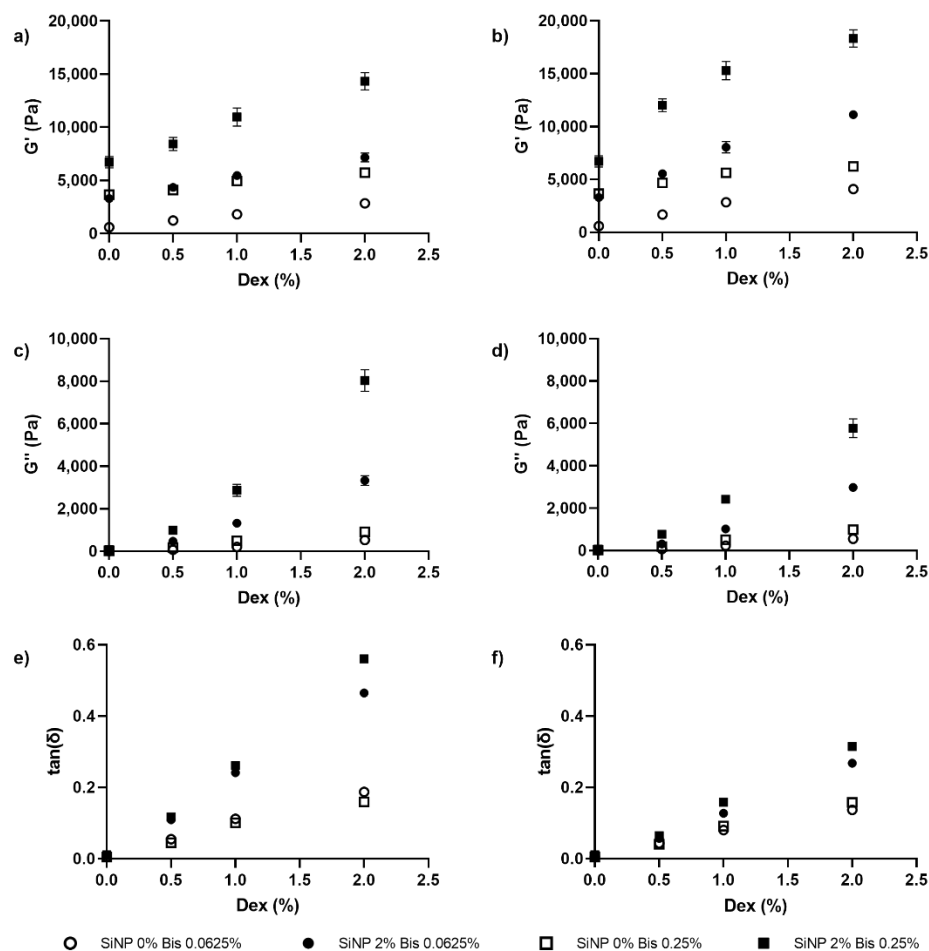 a)
20,000
15,000
10,000
5,000
0
G' (Pa)
0.0 0.5 1.0 1.5 2.0 2.5
Dex (%)
b)
20,000
15,000
10,000
5,000
0
G' (Pa)
0.0 0.5 1.0 1.5 2.0 2.5
Dex (%)
c)
10,000
8,000
6,000
4,000
2,000
0
G'' (Pa)
0.0 0.5 1.0 1.5 2.0 2.5
Dex (%)
d)
10,000
8,000
6,000
4,000
2,000
0
G'' (Pa)
0.0 0.5 1.0 1.5 2.0 2.5
Dex (%)
e)
0.6
0.4
0.2
0.0
tan(δ)
0.0 0.5 1.0 1.5 2.0 2.5
Dex (%)
f)
0.6
0.4
0.2
0.0
tan(δ)
0.0 0.5 1.0 1.5 2.0 2.5
Dex (%)
SiNP 0% Bis 0.0625% SiNP 2% Bis 0.0625% SiNP 0% Bis 0.25% SiNP 2% Bis 0.25%